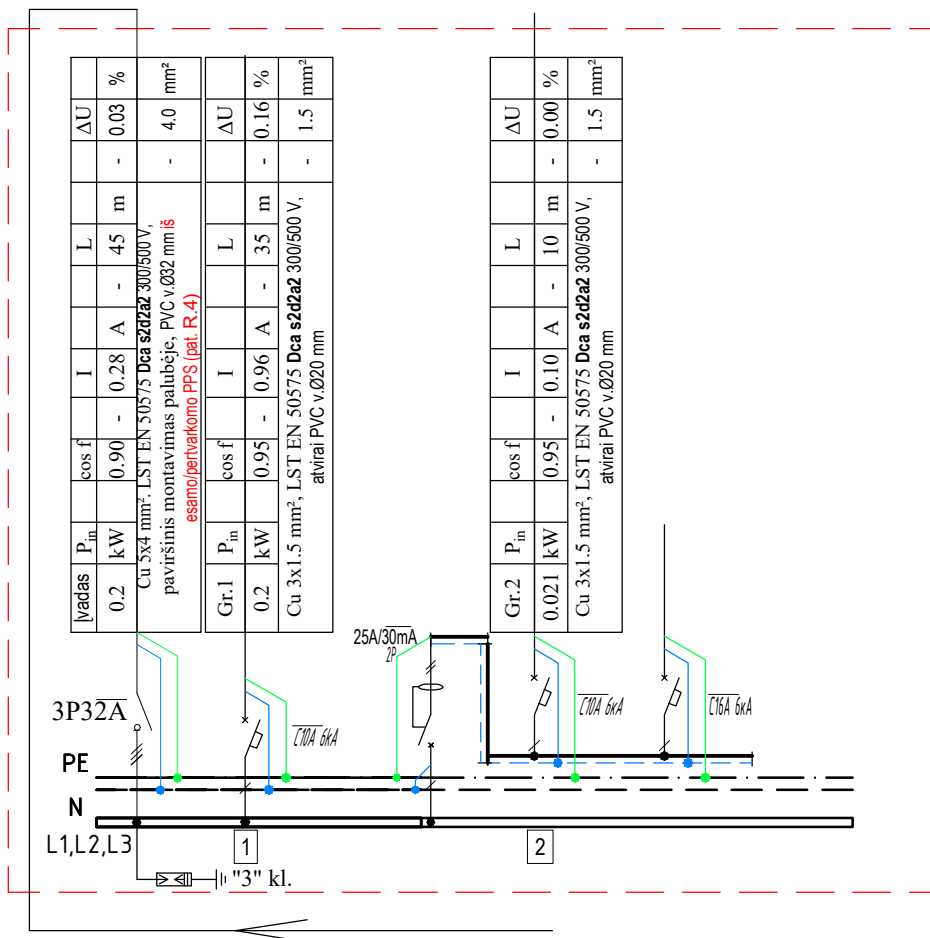 Įvadas P_in cos f I L ΔU
0.2 kW 0.90 - 0.28 A - 45 m - 0.03 %
Cu 5x4 mm². LST EN 50575 Dca s2d2a2 300/500 V, - 4.0 mm²
paviršinis montavimas palubėje, PVC v.Ø32 mm iš
esamo/pertvarkomo PPS (pat. R.4)
Gr.1 P_in cos f I L ΔU
0.2 kW 0.95 - 0.96 A - 35 m - 0.16 %
Cu 3x1.5 mm², LST EN 50575 Dca s2d2a2 300/500 V, - 1.5 mm²
atvirai PVC v.Ø20 mm
Gr.2 P_in cos f I L ΔU
0.021 kW 0.95 - 0.10 A - 10 m - 0.00 %
Cu 3x1.5 mm², LST EN 50575 Dca s2d2a2 300/500 V, - 1.5 mm²
atvirai PVC v.Ø20 mm
25A/30mA
2P
3P32A
C10A 6kA
C10A 6kA
C16A 6kA
PE
N
L1,L2,L3
1
2
"3" kl.